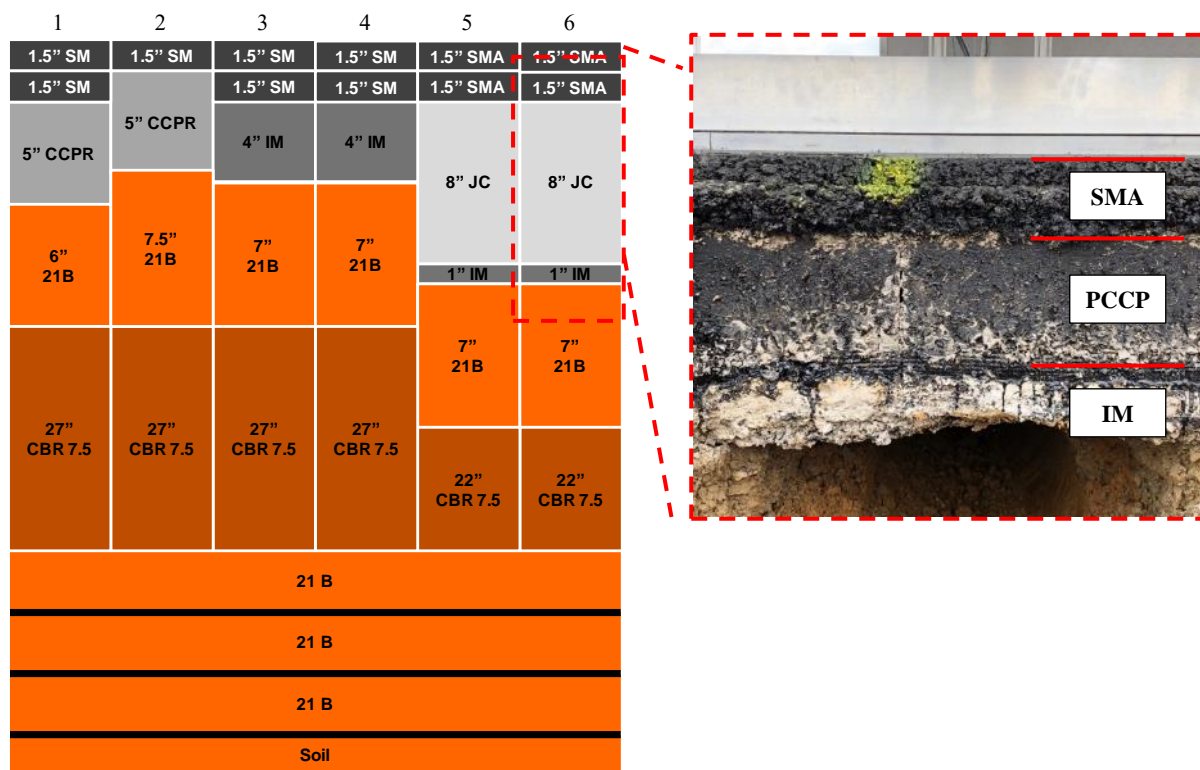 1 2 3 4 5 6
1.5” SM 1.5” SM 1.5” SM 1.5” SM 1.5” SMA 1.5” SMA
1.5” SM 1.5” SM 1.5” SM 1.5” SMA 1.5” SMA
5” CCPR
5” CCPR
4” IM 4” IM
8” JC 8” JC
1” IM 1” IM
6”
21B
7.5”
21B
7”
21B
7”
21B
7”
21B
7”
21B
27”
CBR 7.5
27”
CBR 7.5
27”
CBR 7.5
27”
CBR 7.5
22”
CBR 7.5
22”
CBR 7.5
21 B
21 B
21 B
Soil
SMA
PCCP
IM